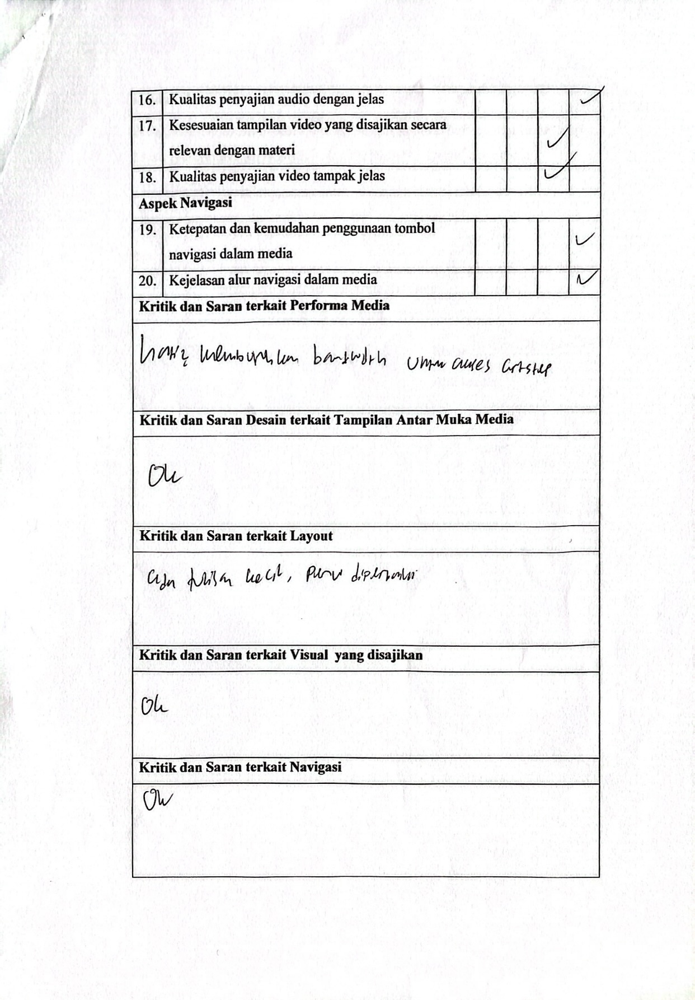 16. Kualitas penyajian audio dengan jelas
17. Kesesuaian tampilan video yang disajikan secara
relevan dengan materi
18. Kualitas penyajian video tampak jelas
Aspek Navigasi
19. Ketepatan dan kemudahan penggunaan tombol
navigasi dalam media
20. Kejelasan alur navigasi dalam media
Kritik dan Saran terkait Performa Media
membutuhkan bandwidth untuk akses artstep
Kritik dan Saran Desain terkait Tampilan Antar Muka Media
Ok
Kritik dan Saran terkait Layout
ada tulisan kecil, perlu
Kritik dan Saran terkait Visual yang disajikan
Ok
Kritik dan Saran terkait Navigasi
Ok